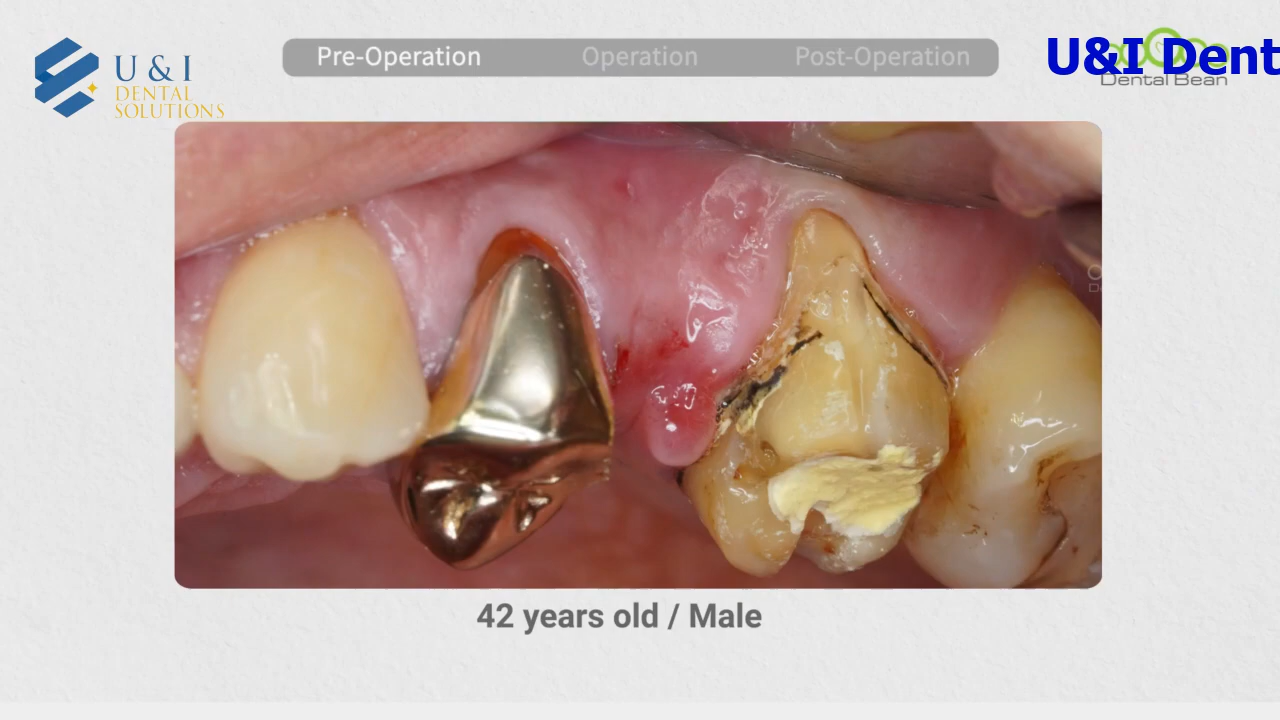 U & I
DENTAL
SOLUTIONS
Pre-Operation
Operation
Post-Operation
U&I Dent
Dental Bean
42 years old / Male